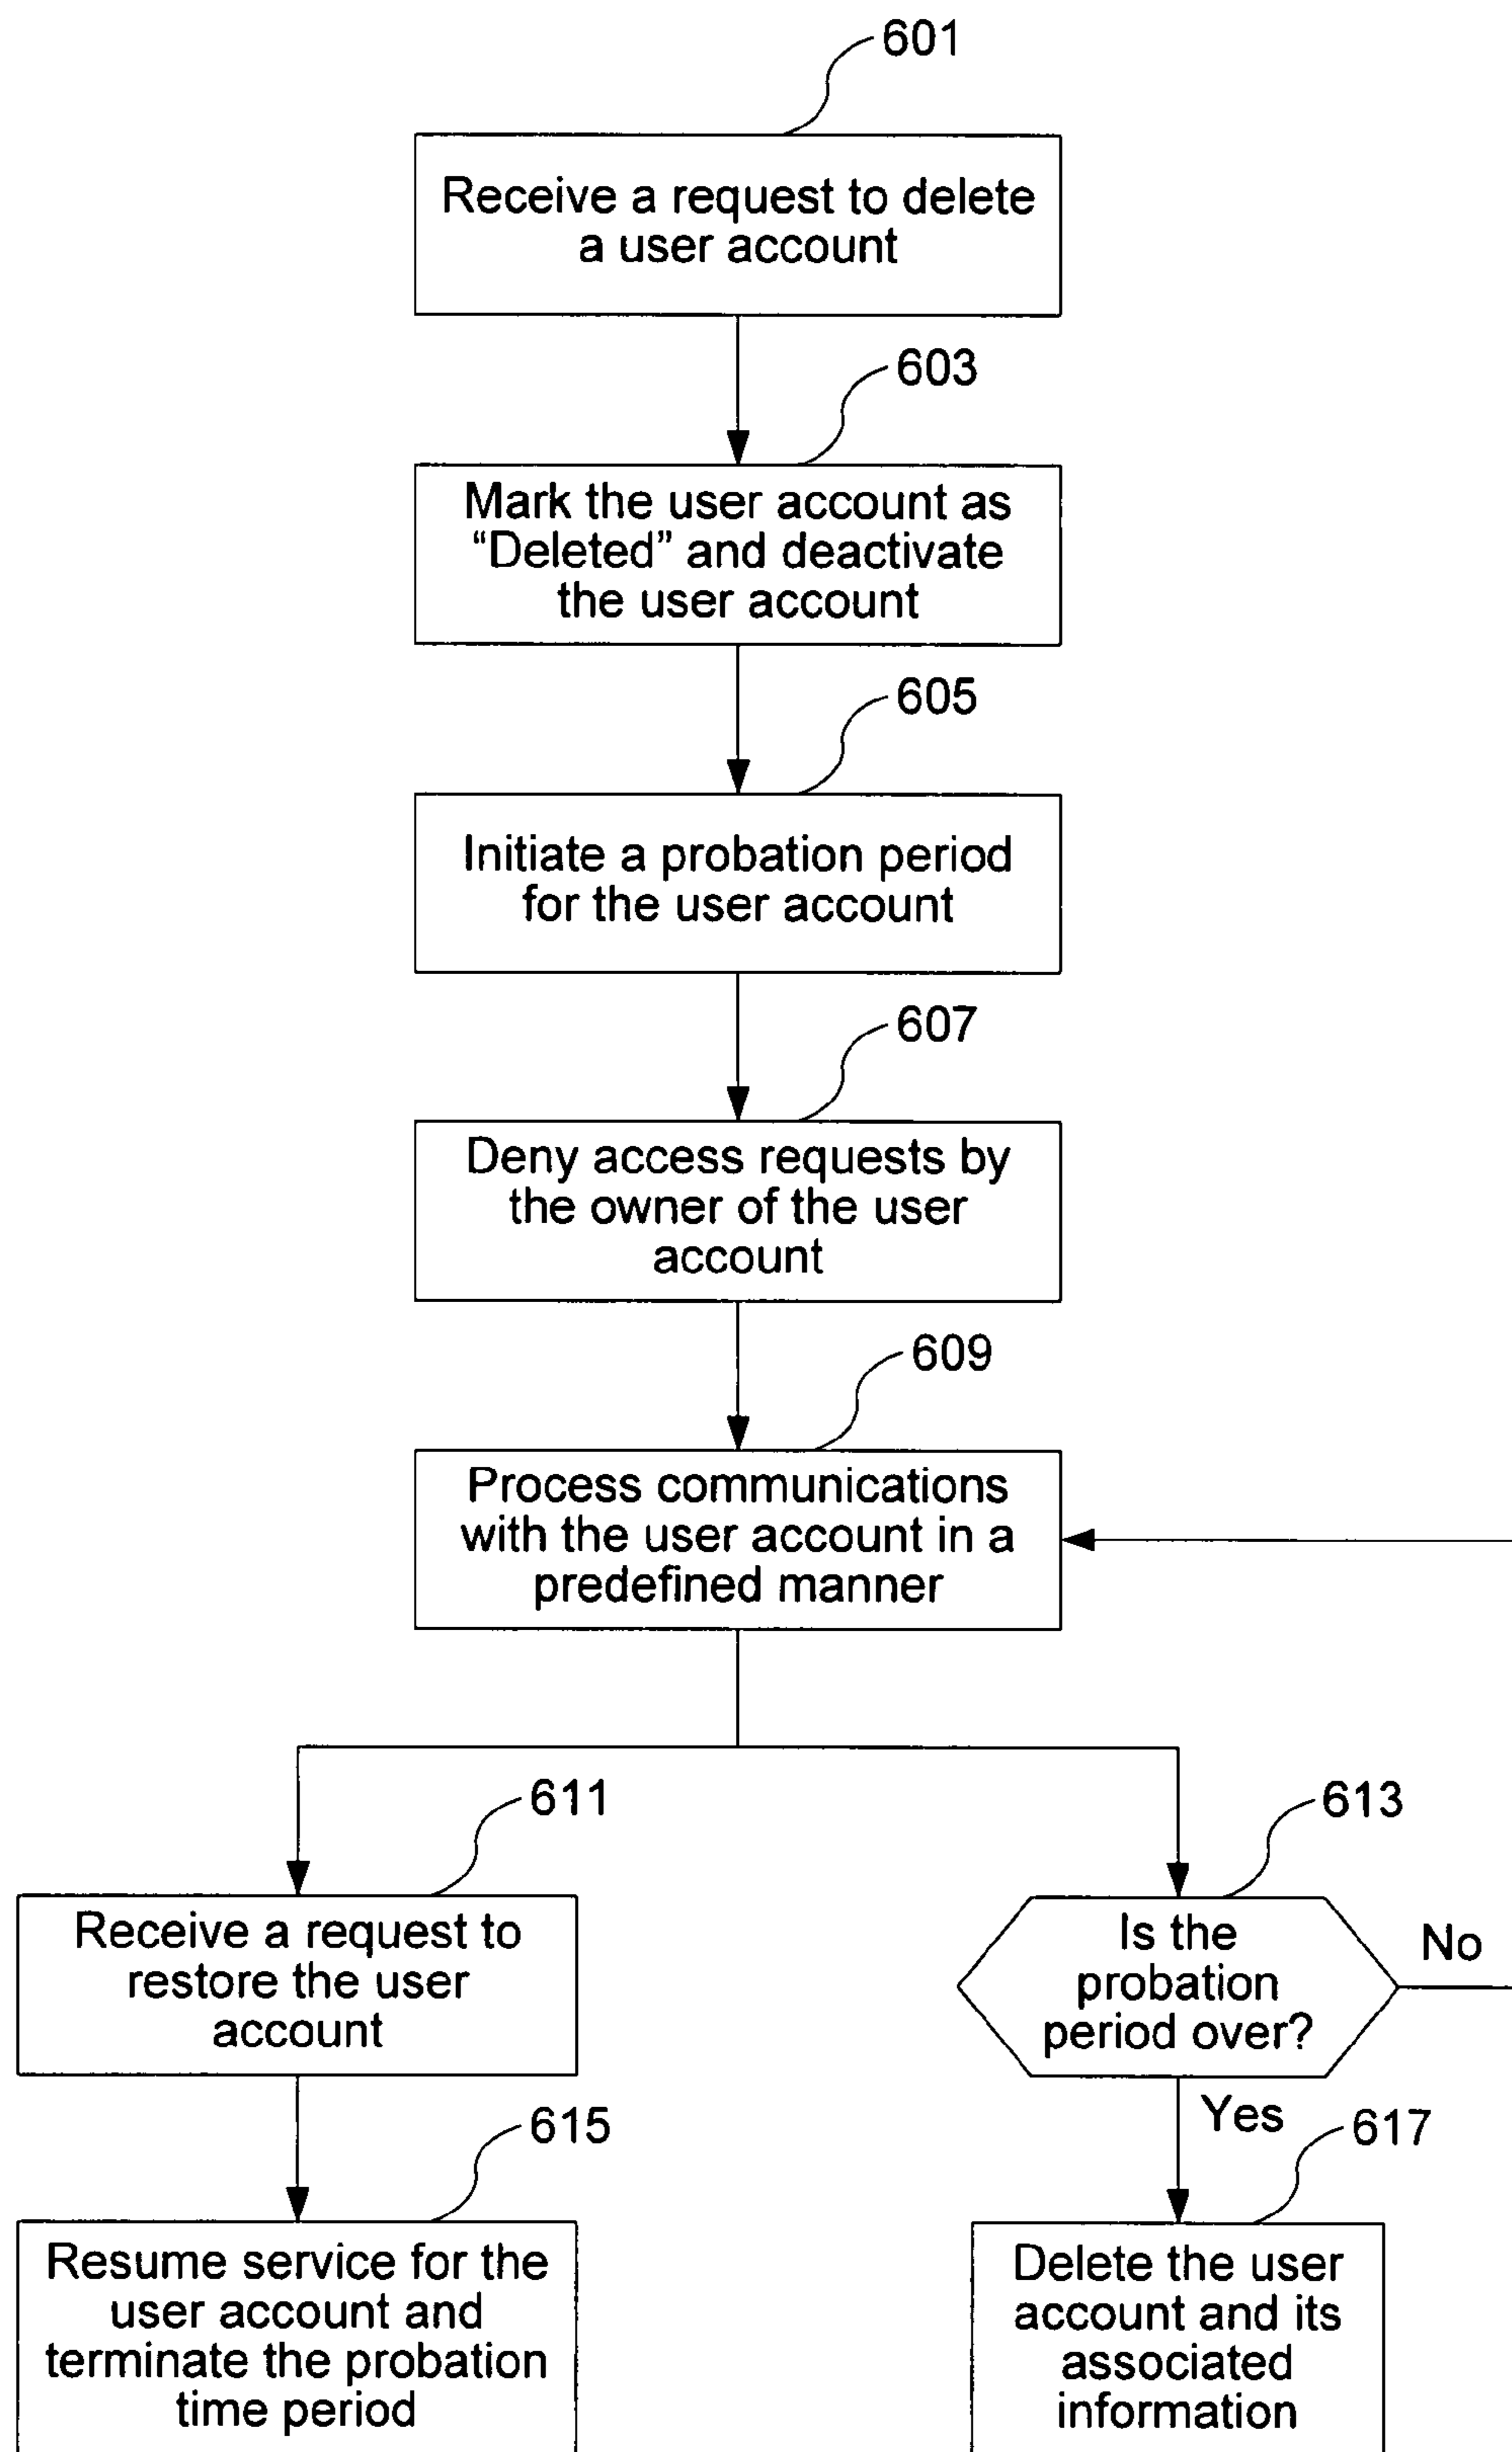 601
Receive a request to delete
a user account
603
Mark the user account as
“Deleted” and deactivate
the user account
605
Initiate a probation period
for the user account
607
Deny access requests by
the owner of the user
account
609
Process communications
with the user account in a
predefined manner
611
Receive a request to
restore the user
account
613
Is the
probation
period over?
No
Yes
615
Resume service for the
user account and
terminate the probation
time period
617
Delete the user
account and its
associated
information